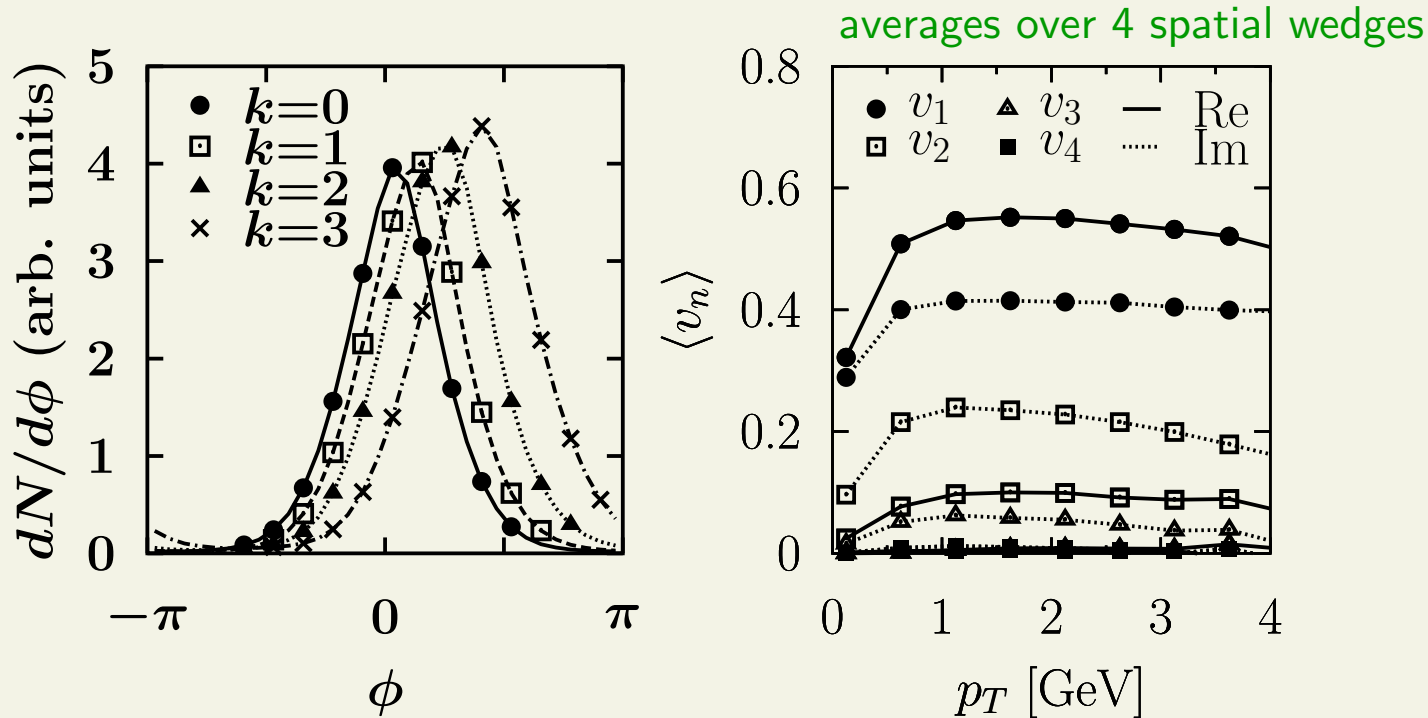 averages over 4 spatial wedges
dN/dϕ (arb. units)
5
4
3
2
1
0
k=0
k=1
k=2
k=3
−π 0 π
ϕ
⟨vₙ⟩
0.8
0.6
0.4
0.2
0
v₁ v₃ Re
v₂ v₄ Im
0 1 2 3 4
p_T [GeV]